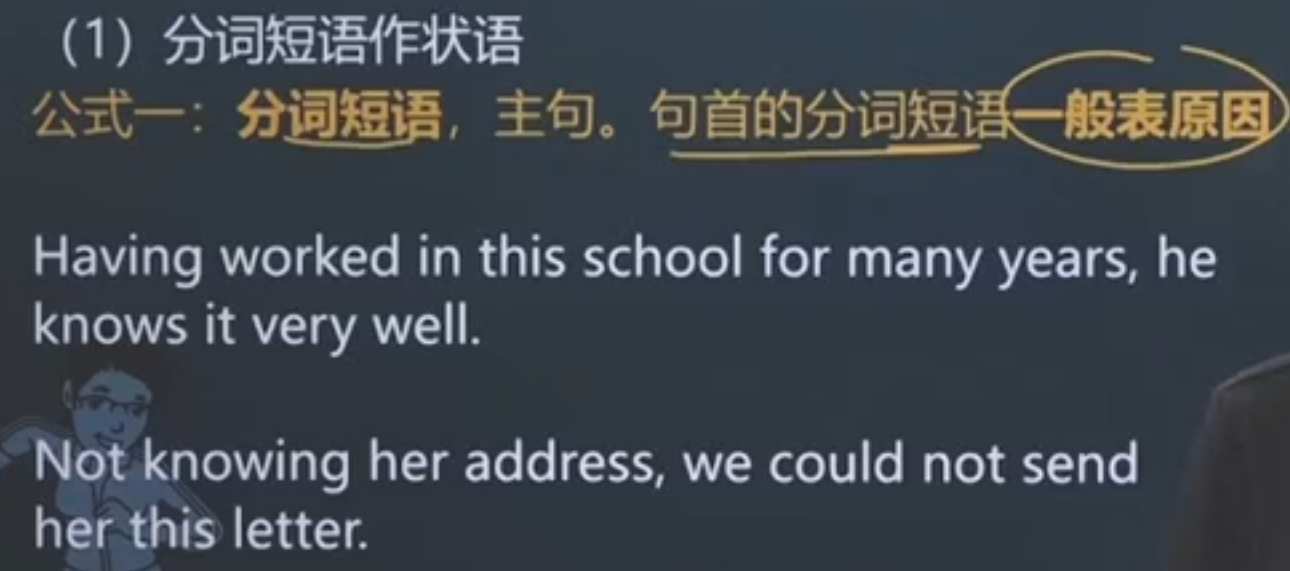 （1）分词短语作状语
公式一：分词短语，主句。句首的分词短语一般表原因
Having worked in this school for many years, he
knows it very well.
Not knowing her address, we could not send
her this letter.